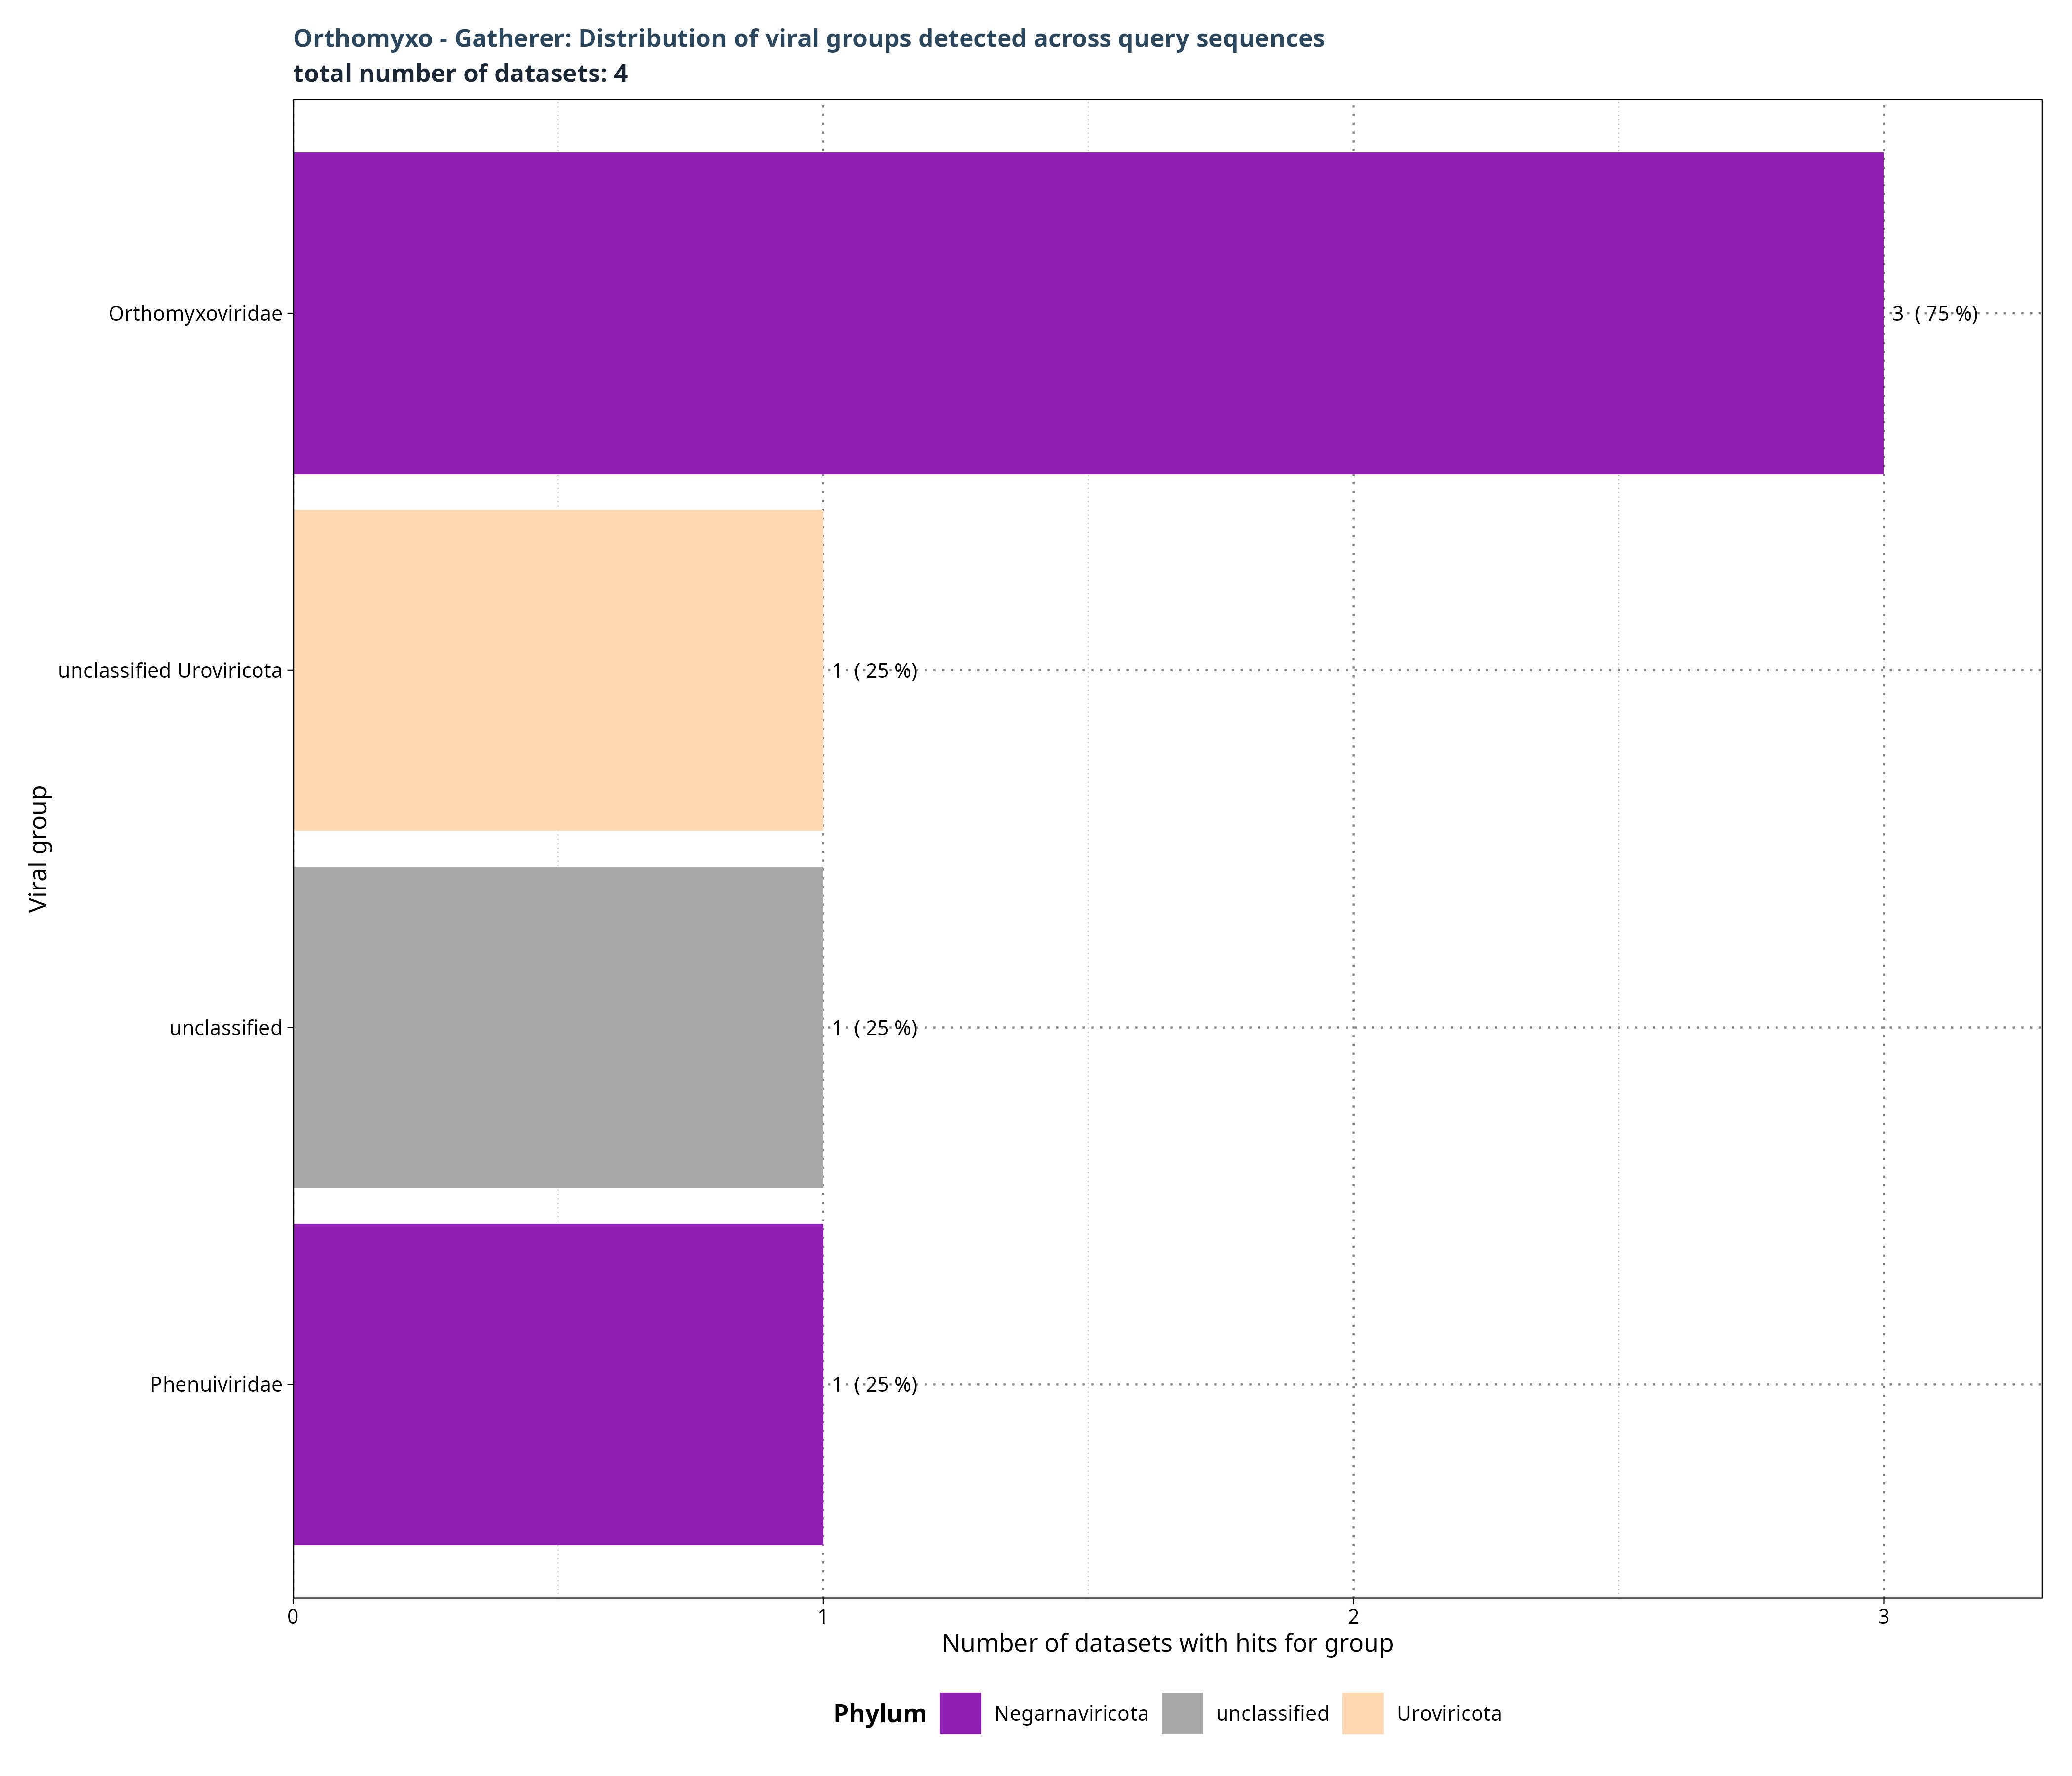 Orthomyxo - Gatherer: Distribution of viral groups detected across query sequences
total number of datasets: 4
Viral group
Orthomyxoviridae
3 ( 75 %)
unclassified Uroviricota
1 ( 25 %)
unclassified
1 ( 25 %)
Phenuiviridae
1 ( 25 %)
0 1 2 3
Number of datasets with hits for group
Phylum Negarnaviricota unclassified Uroviricota